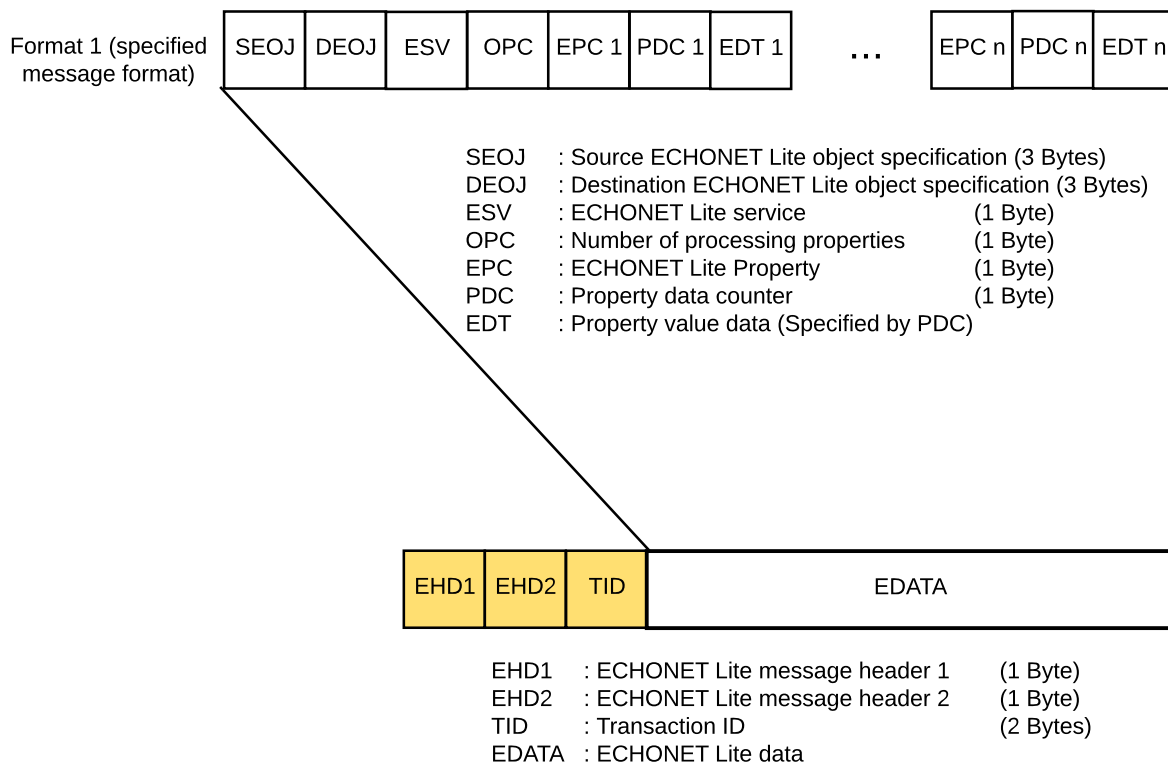 Format 1 (specified
message format)
SEOJ DEOJ ESV OPC EPC 1 PDC 1 EDT 1 ... EPC n PDC n EDT n
SEOJ : Source ECHONET Lite object specification (3 Bytes)
DEOJ : Destination ECHONET Lite object specification (3 Bytes)
ESV : ECHONET Lite service (1 Byte)
OPC : Number of processing properties (1 Byte)
EPC : ECHONET Lite Property (1 Byte)
PDC : Property data counter (1 Byte)
EDT : Property value data (Specified by PDC)
EHD1 EHD2 TID EDATA
EHD1 : ECHONET Lite message header 1 (1 Byte)
EHD2 : ECHONET Lite message header 2 (1 Byte)
TID : Transaction ID (2 Bytes)
EDATA : ECHONET Lite data